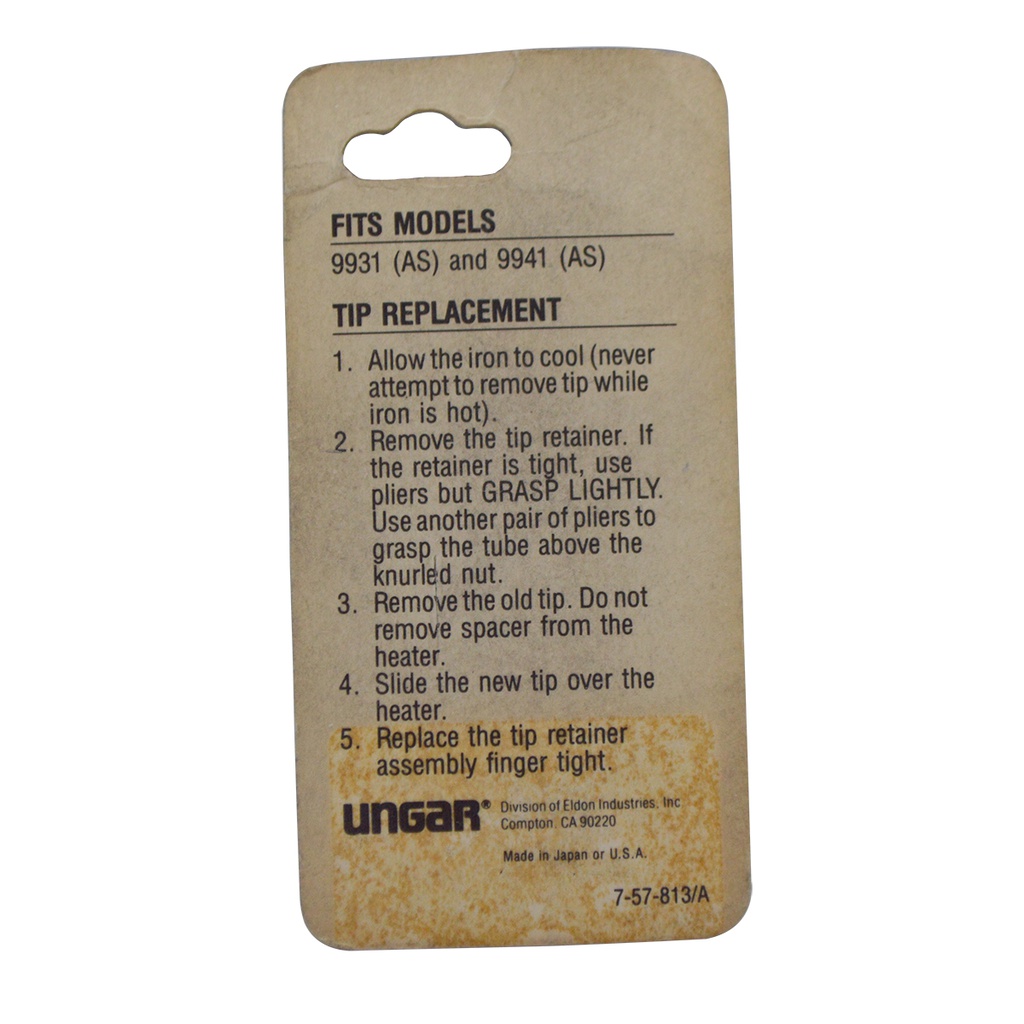 FITS MODELS
9931 (AS) and 9941 (AS)
TIP REPLACEMENT
1. Allow the iron to cool (never
attempt to remove tip while
iron is hot).
2. Remove the tip retainer. If
the retainer is tight, use
pliers but GRASP LIGHTLY.
Use another pair of pliers to
grasp the tube above the
knurled nut.
3. Remove the old tip. Do not
remove spacer from the
heater.
4. Slide the new tip over the
heater.
5. Replace the tip retainer
assembly finger tight.
UNGAR® Division of Eldon Industries, Inc
Compton, CA 90220
Made in Japan or U.S.A.
7-57-813/A